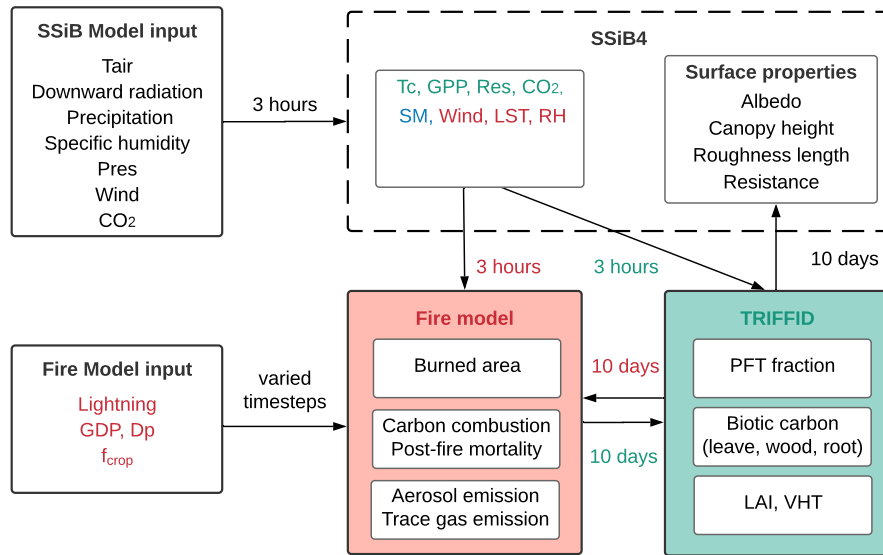 SSiB Model input
Tair
Downward radiation
Precipitation
Specific humidity
Pres
Wind
CO2
3 hours
SSiB4
Tc, GPP, Res, CO2,
SM, Wind, LST, RH
Surface properties
Albedo
Canopy height
Roughness length
Resistance
3 hours
3 hours
10 days
Fire Model input
Lightning
GDP, Dp
fcrop
varied
timesteps
Fire model
Burned area
Carbon combustion
Post-fire mortality
Aerosol emission
Trace gas emission
10 days
10 days
TRIFFID
PFT fraction
Biotic carbon
(leave, wood, root)
LAI, VHT